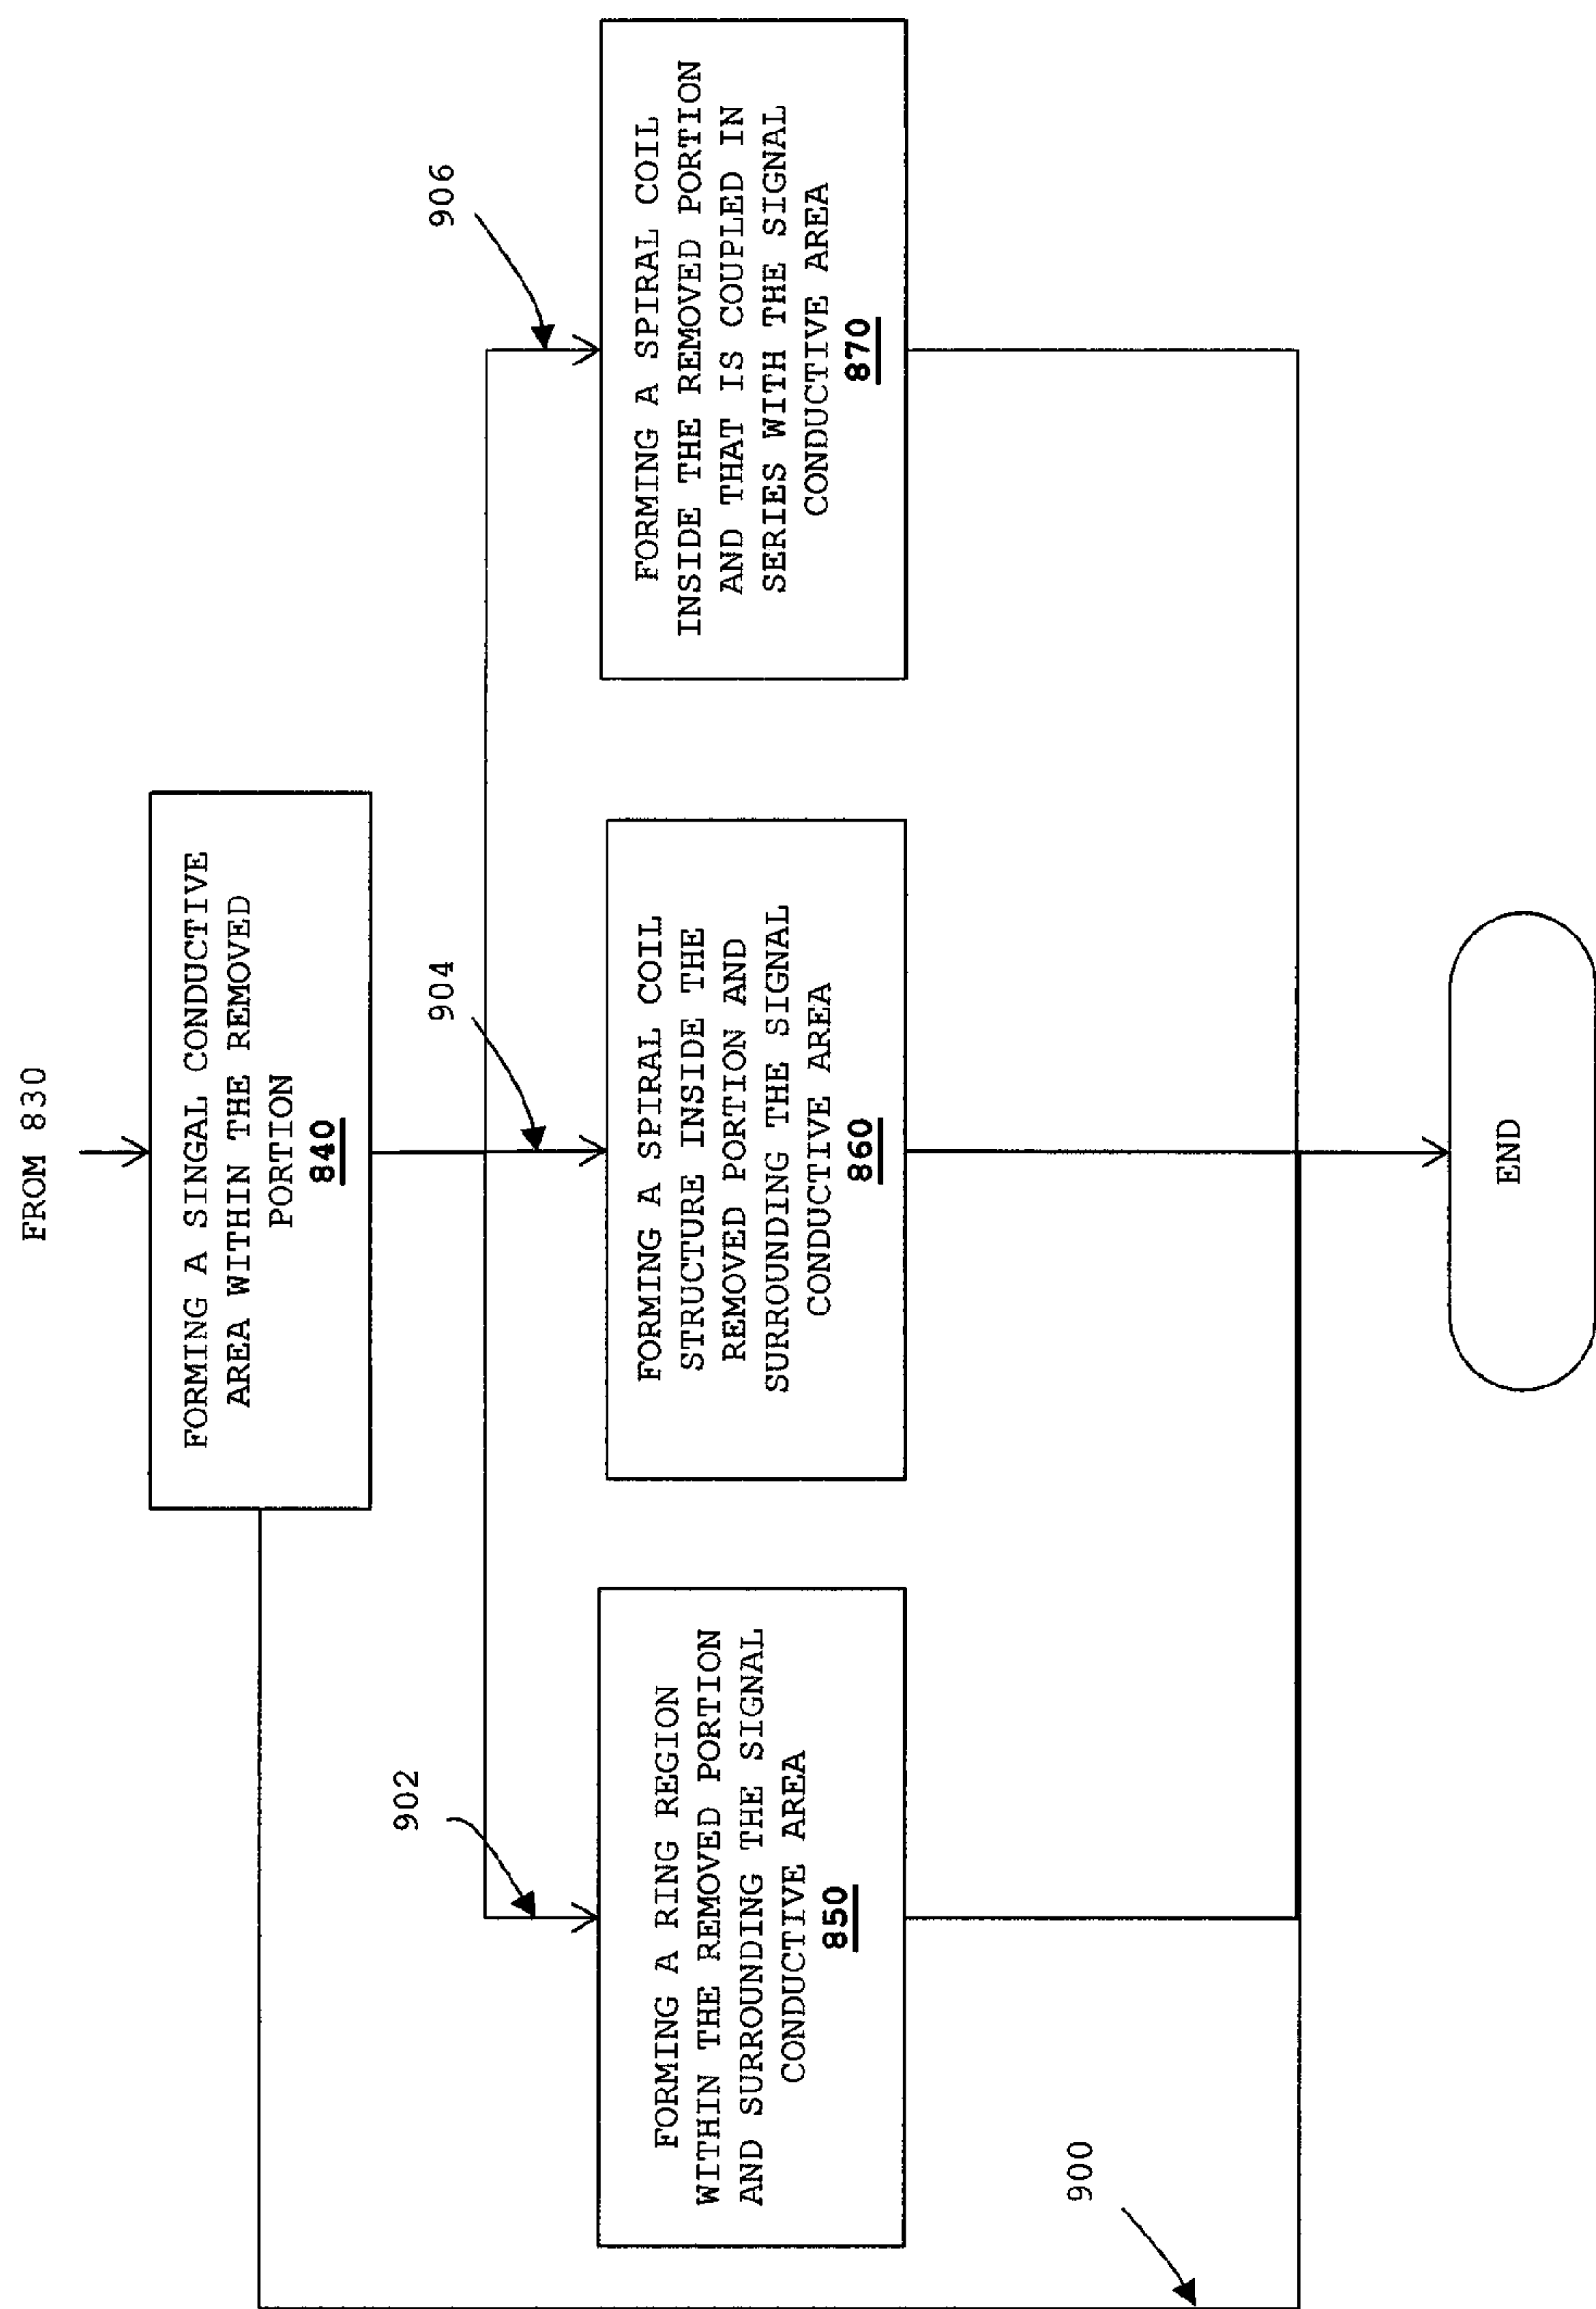 FROM 830
FORMING A SINGAL CONDUCTIVE
AREA WITHIN THE REMOVED
PORTION
840
902
904
906
FORMING A RING REGION
WITHIN THE REMOVED PORTION
AND SURROUNDING THE SIGNAL
CONDUCTIVE AREA
850
FORMING A SPIRAL COIL
STRUCTURE INSIDE THE
REMOVED PORTION AND
SURROUNDING THE SIGNAL
CONDUCTIVE AREA
860
FORMING A SPIRAL COIL
INSIDE THE REMOVED PORTION
AND THAT IS COUPLED IN
SERIES WITH THE SIGNAL
CONDUCTIVE AREA
870
900
END